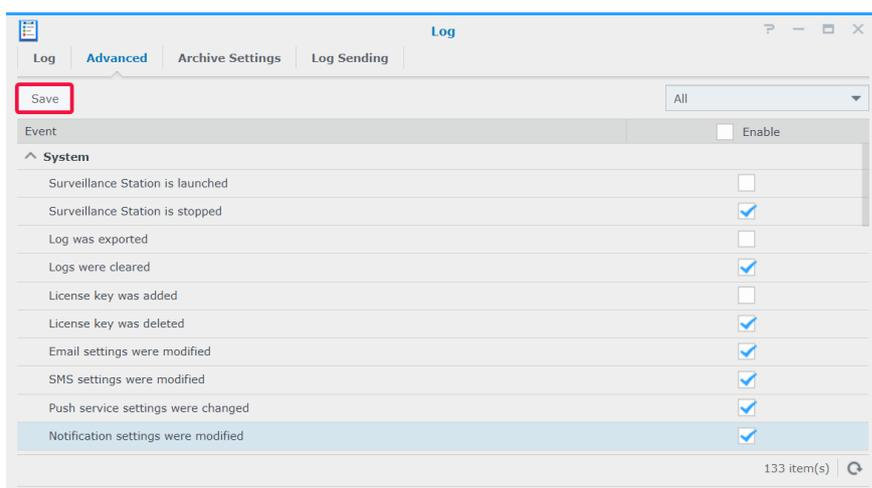 Log
Log Advanced Archive Settings Log Sending
Save All
Event Enable
System
Surveillance Station is launched
Surveillance Station is stopped
Log was exported
Logs were cleared
License key was added
License key was deleted
Email settings were modified
SMS settings were modified
Push service settings were changed
Notification settings were modified
133 item(s)